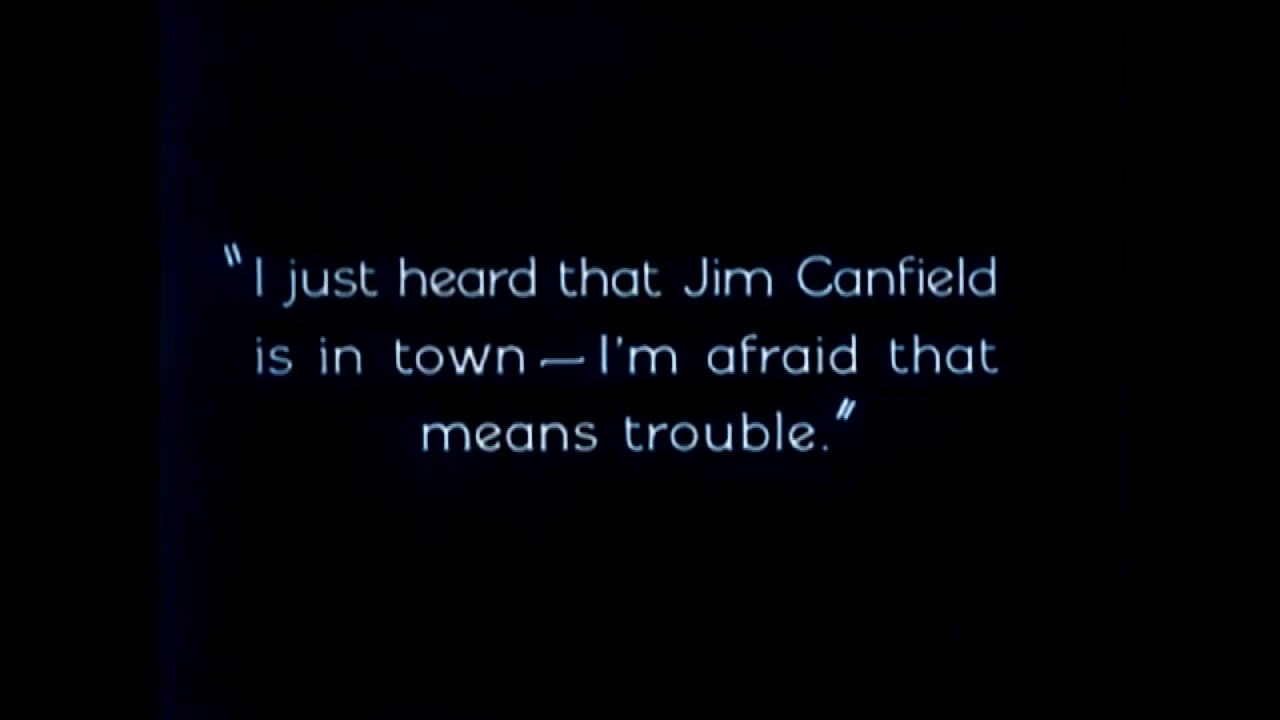 "I just heard that Jim Canfield
is in town — I'm afraid that
means trouble."